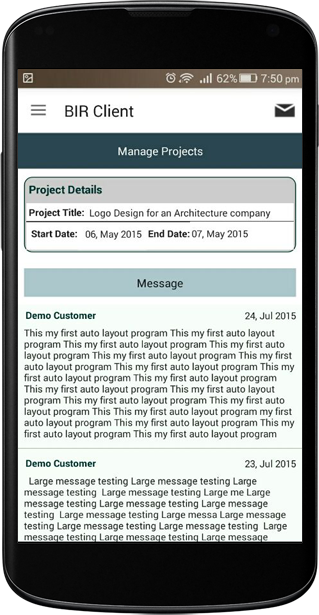 62% 7:50 pm
BIR Client
Manage Projects
Project Details
Project Title: Logo Design for an Architecture company
Start Date: 06, May 2015 End Date: 07, May 2015
Message
Demo Customer 24, Jul 2015
This my first auto layout program This my first auto layout
program This my first auto layout program This my first auto
layout program This my first auto layout program This my
first auto layout program This my first auto layout program
This my first auto layout program This my first auto layout
program This my first auto layout program This my first auto
layout program This my first auto layout program This my
first auto layout program This This my first auto layout
program This my first auto layout program my first auto
layout program This my first auto layout program This my
first auto layout program This my first auto layout program
Demo Customer 23, Jul 2015
Large message testing Large message testing Large
message testing Large message testing Large me Large
message testing Large message testing Large message
testing Large message testing Large messa Large message
testing Large message testing Large message testing Large
message testing Large message testing Large message
testing Large message testing Large message